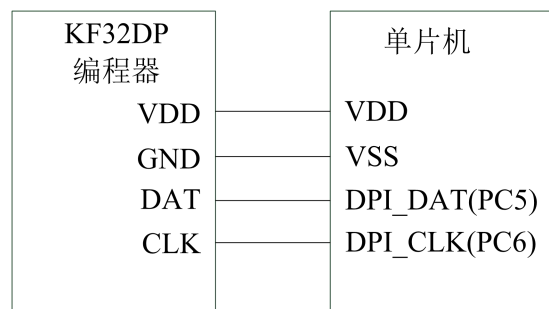 KF32DP
编程器
VDD
GND
DAT
CLK
单片机
VDD
VSS
DPI_DAT(PC5)
DPI_CLK(PC6)